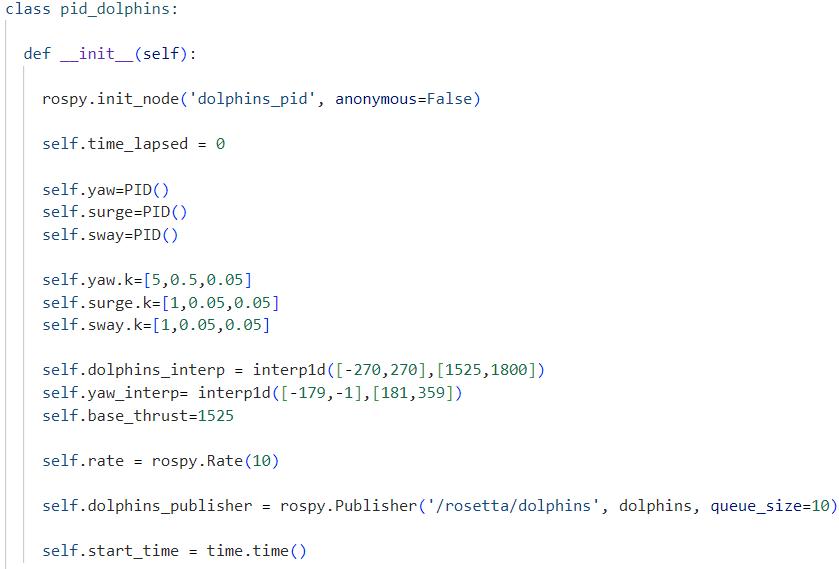 class pid_dolphins:
def __init__(self):
rospy.init_node('dolphins_pid', anonymous=False)
self.time_lapsed = 0
self.yaw=PID()
self.surge=PID()
self.sway=PID()
self.yaw.k=[5,0.5,0.05]
self.surge.k=[1,0.05,0.05]
self.sway.k=[1,0.05,0.05]
self.dolphins_interp = interp1d([-270,270],[1525,1800])
self.yaw_interp= interp1d([-179,-1],[181,359])
self.base_thrust=1525
self.rate = rospy.Rate(10)
self.dolphins_publisher = rospy.Publisher('/rosetta/dolphins', dolphins, queue_size=10)
self.start_time = time.time()